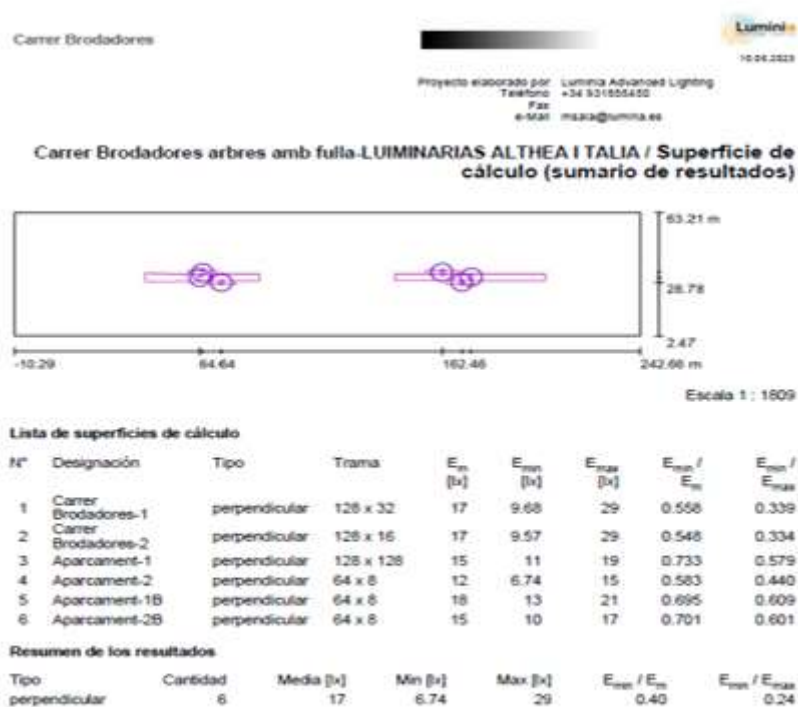 Carrer Brodadores
Lumini
10.04.2023
Proyecto elaborado por Luminia Advanced Lighting
Teléfono
Fax
e-Mail
Carrer Brodadores arbres amb fulla-LUIMINARIAS ALTHEA I TALIA / Superficie de
cálculo (sumario de resultados)
63.21 m
28.78
2.47
-10.29 64.64 162.46 242.66 m
Escala 1 : 1809
Lista de superficies de cálculo
N° Designación Tipo Trama Em [lx] Emin [lx] Emax [lx] Emin / Em Emin / Emax
1 Carrer Brodadores-1 perpendicular 128 x 32 17 9.68 29 0.558 0.339
2 Carrer Brodadores-2 perpendicular 128 x 16 17 9.57 29 0.548 0.334
3 Aparcament-1 perpendicular 128 x 128 15 11 19 0.733 0.579
4 Aparcament-2 perpendicular 64 x 8 12 6.74 15 0.583 0.440
5 Aparcament-1B perpendicular 64 x 8 18 13 21 0.695 0.609
6 Aparcament-2B perpendicular 64 x 8 15 10 17 0.701 0.601
Resumen de los resultados
Tipo Cantidad Media [lx] Min [lx] Max [lx] Emin / Em Emin / Emax
perpendicular 6 17 6.74 29 0.40 0.24